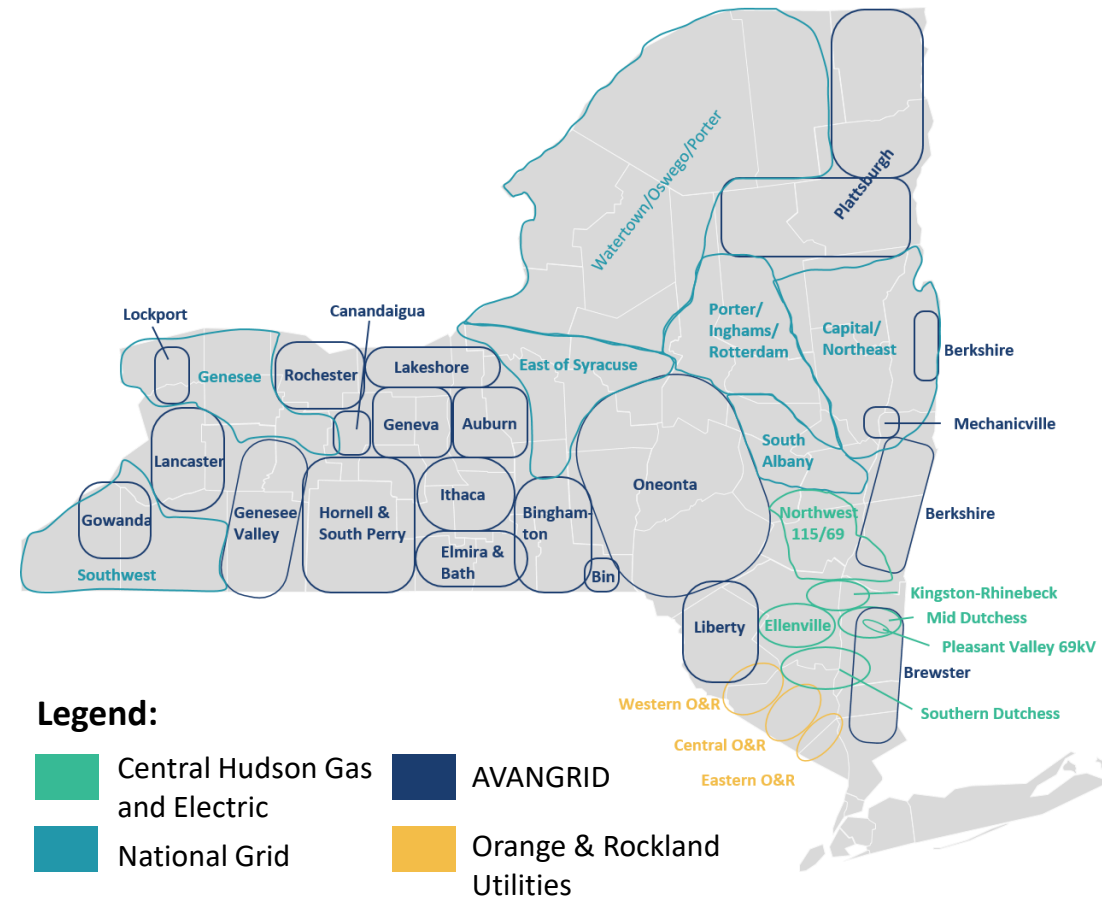 Watertown/Oswego/Porter
Plattsburgh
Lockport
Canandaigua
Porter/
Inghams/
Rotterdam
Capital/
Northeast
Berkshire
Genesee
Rochester
Lakeshore
East of Syracuse
Mechanicville
Geneva
Auburn
South
Albany
Lancaster
Ithaca
Oneonta
Gowanda
Genesee
Valley
Hornell &
South Perry
Bingham-
ton
Northwest
115/69
Berkshire
Elmira &
Bath
Bin
Southwest
Kingston-Rhinebeck
Mid Dutchess
Liberty
Ellenville
Pleasant Valley 69kV
Brewster
Western O&R
Southern Dutchess
Central O&R
Eastern O&R
Legend:
Central Hudson Gas
and Electric
AVANGRID
National Grid
Orange & Rockland
Utilities